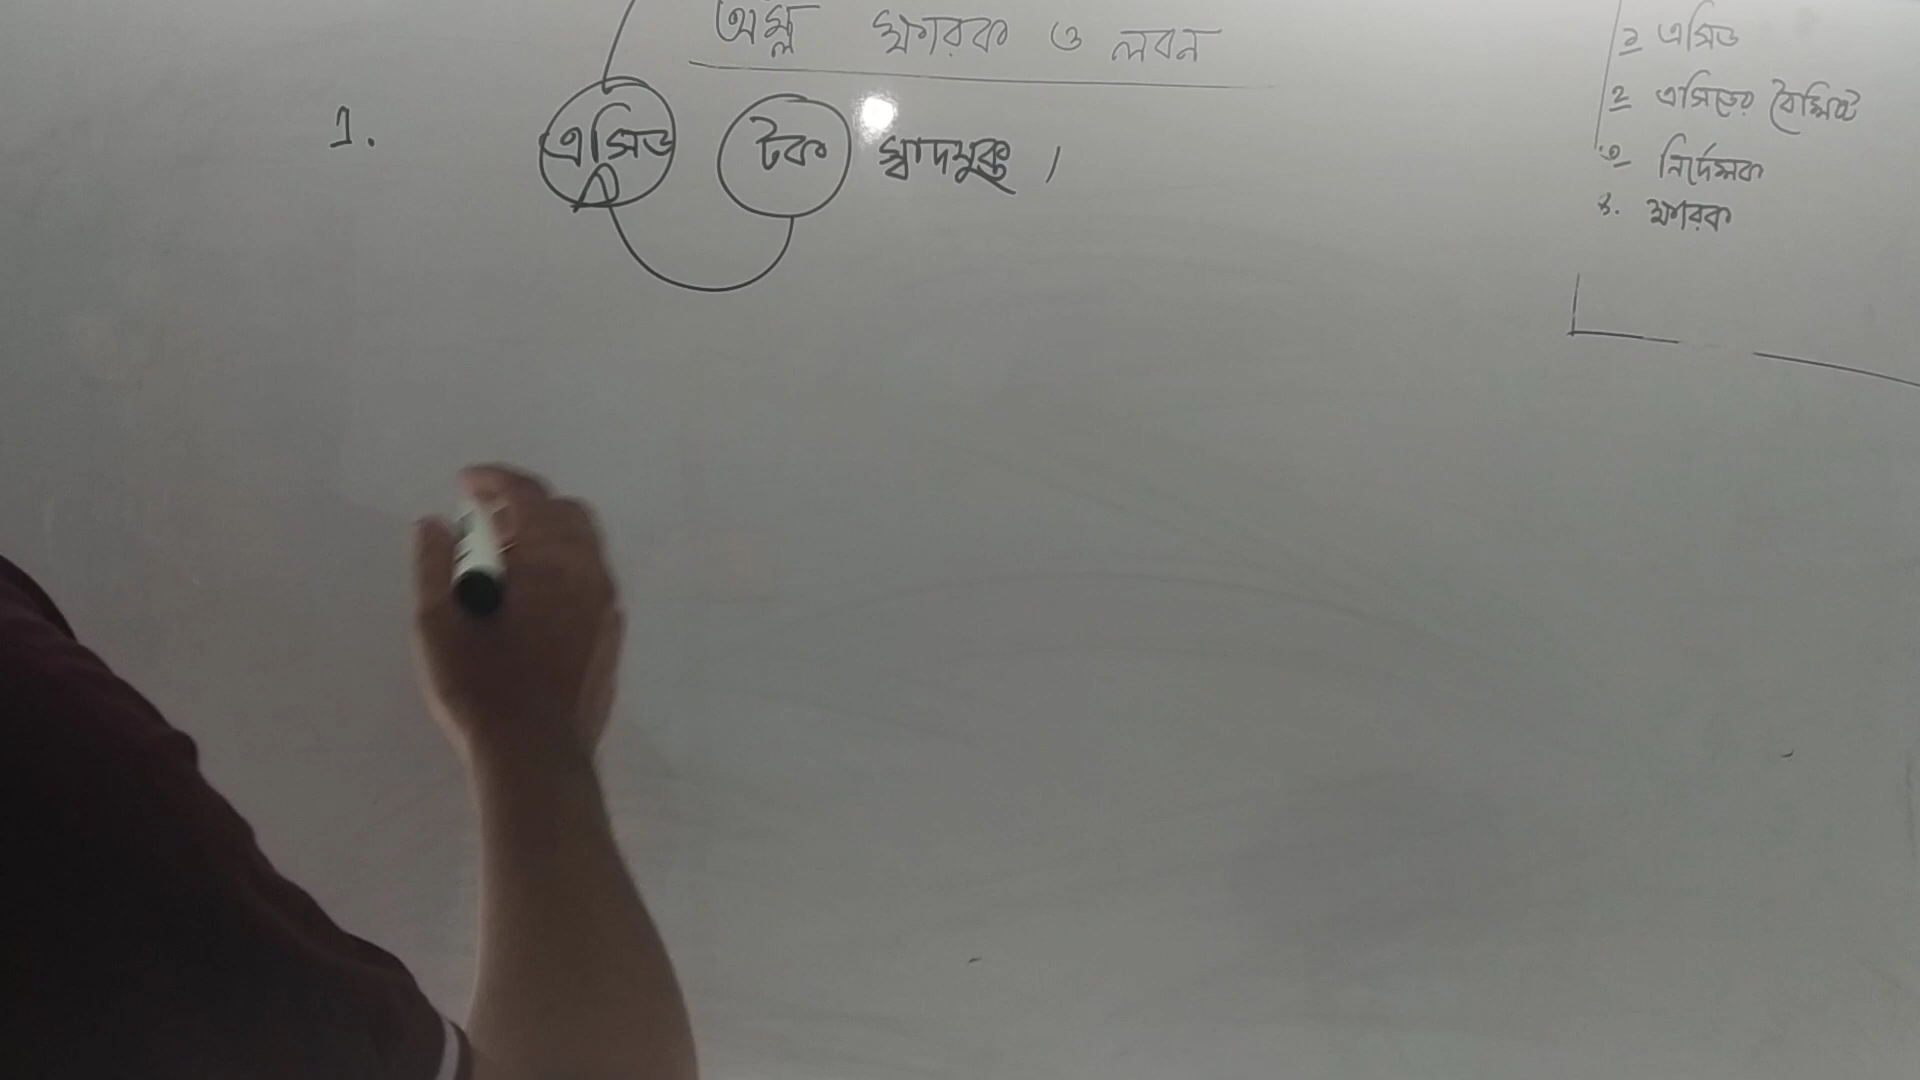 অম্ল ক্ষারক ও লবন
1. এসিড টক স্বাদযুক্ত।
১ এসিড
২ এসিডের বৈশিষ্ট
৩ নির্দেশক
৪. ক্ষারক